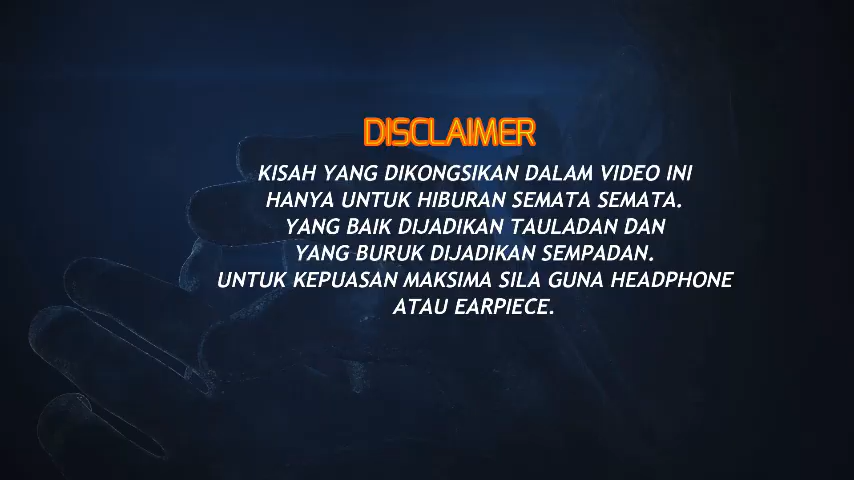 DISCLAIMER
KISAH YANG DIKONGSIKAN DALAM VIDEO INI
HANYA UNTUK HIBURAN SEMATA SEMATA.
YANG BAIK DIJADIKAN TAULADAN DAN
YANG BURUK DIJADIKAN SEMPADAN.
UNTUK KEPUASAN MAKSIMA SILA GUNA HEADPHONE
ATAU EARPIECE.